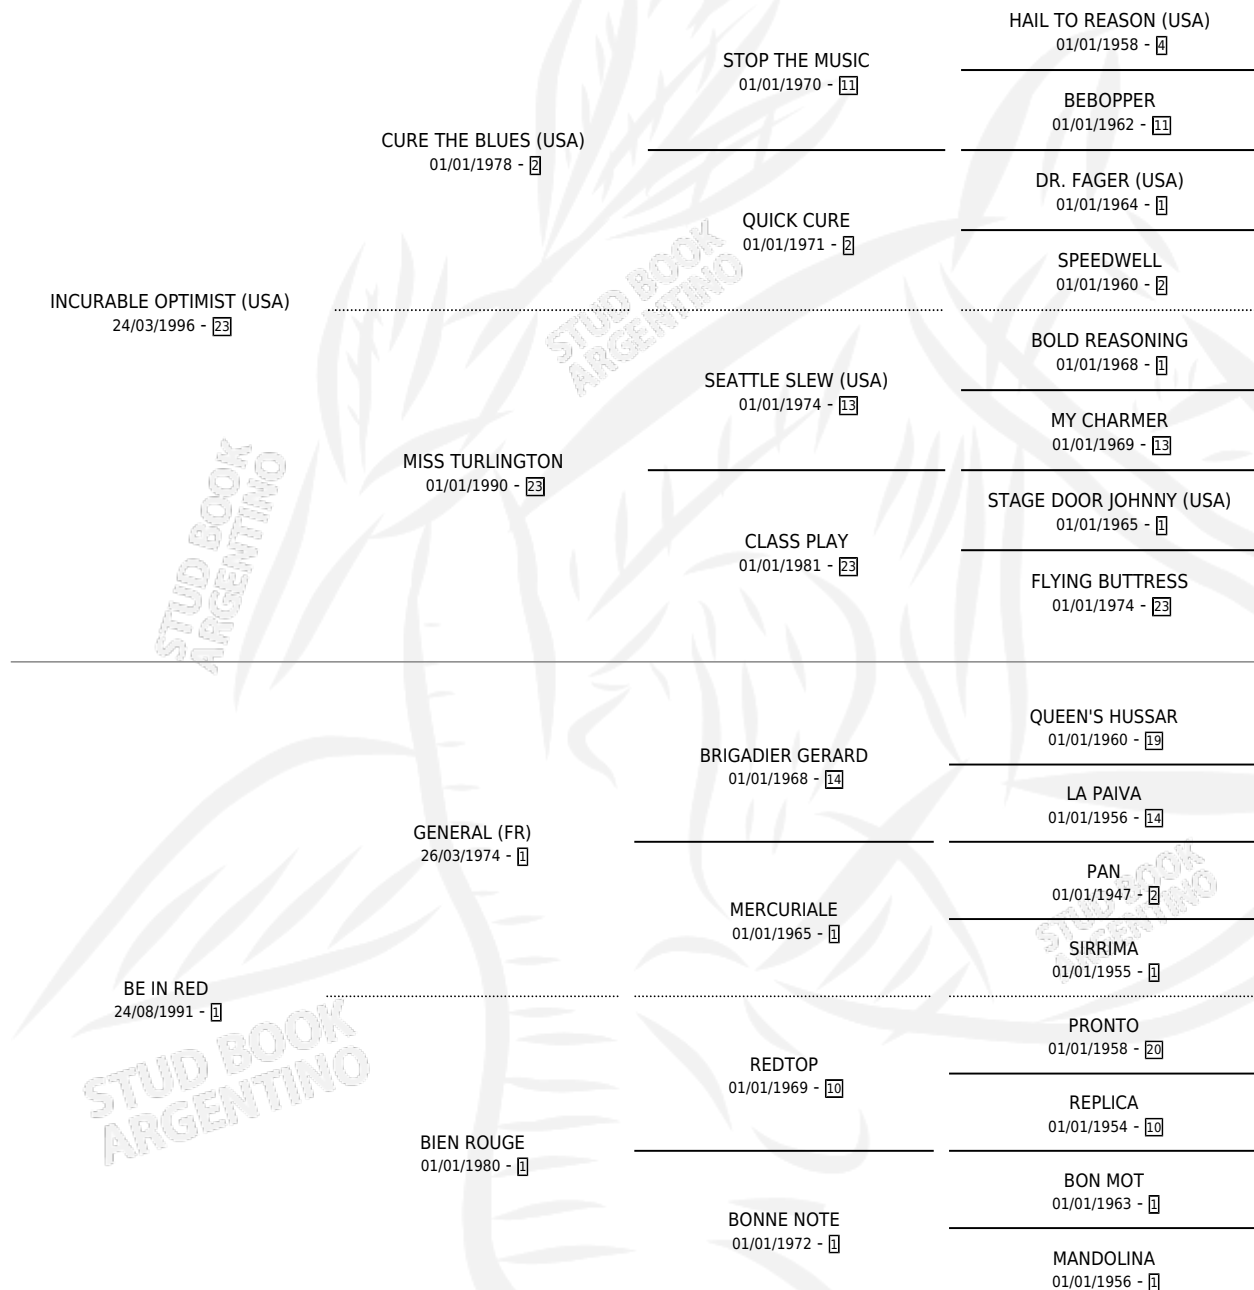 HAIL TO REASON (USA)
01/01/1958 - 4
STOP THE MUSIC
01/01/1970 - 11
BEBOPPER
01/01/1962 - 11
CURE THE BLUES (USA)
01/01/1978 - 2
DR. FAGER (USA)
01/01/1964 - 1
QUICK CURE
01/01/1971 - 2
SPEEDWELL
01/01/1960 - 2
INCURABLE OPTIMIST (USA)
24/03/1996 - 23
STUD BOOK
ARGENTINO
BOLD REASONING
01/01/1968 - 1
SEATTLE SLEW (USA)
01/01/1974 - 13
MY CHARMER
01/01/1969 - 13
MISS TURLINGTON
01/01/1990 - 23
STAGE DOOR JOHNNY (USA)
01/01/1965 - 1
CLASS PLAY
01/01/1981 - 23
FLYING BUTTRESS
01/01/1974 - 23
STUD BOOK
ARGENTINO
QUEEN'S HUSSAR
01/01/1960 - 19
BRIGADIER GERARD
01/01/1968 - 14
LA PAIVA
01/01/1956 - 14
GENERAL (FR)
26/03/1974 - 1
PAN
01/01/1947 - 2
MERCURIALE
01/01/1965 - 1
SIRRIMA
01/01/1955 - 1
STUD BOOK
ARGENTINO
BE IN RED
24/08/1991 - 1
STUD BOOK
ARGENTINO
PRONTO
01/01/1958 - 20
REDTOP
01/01/1969 - 10
REPLICA
01/01/1954 - 10
BIEN ROUGE
01/01/1980 - 1
BON MOT
01/01/1963 - 1
BONNE NOTE
01/01/1972 - 1
MANDOLINA
01/01/1956 - 1